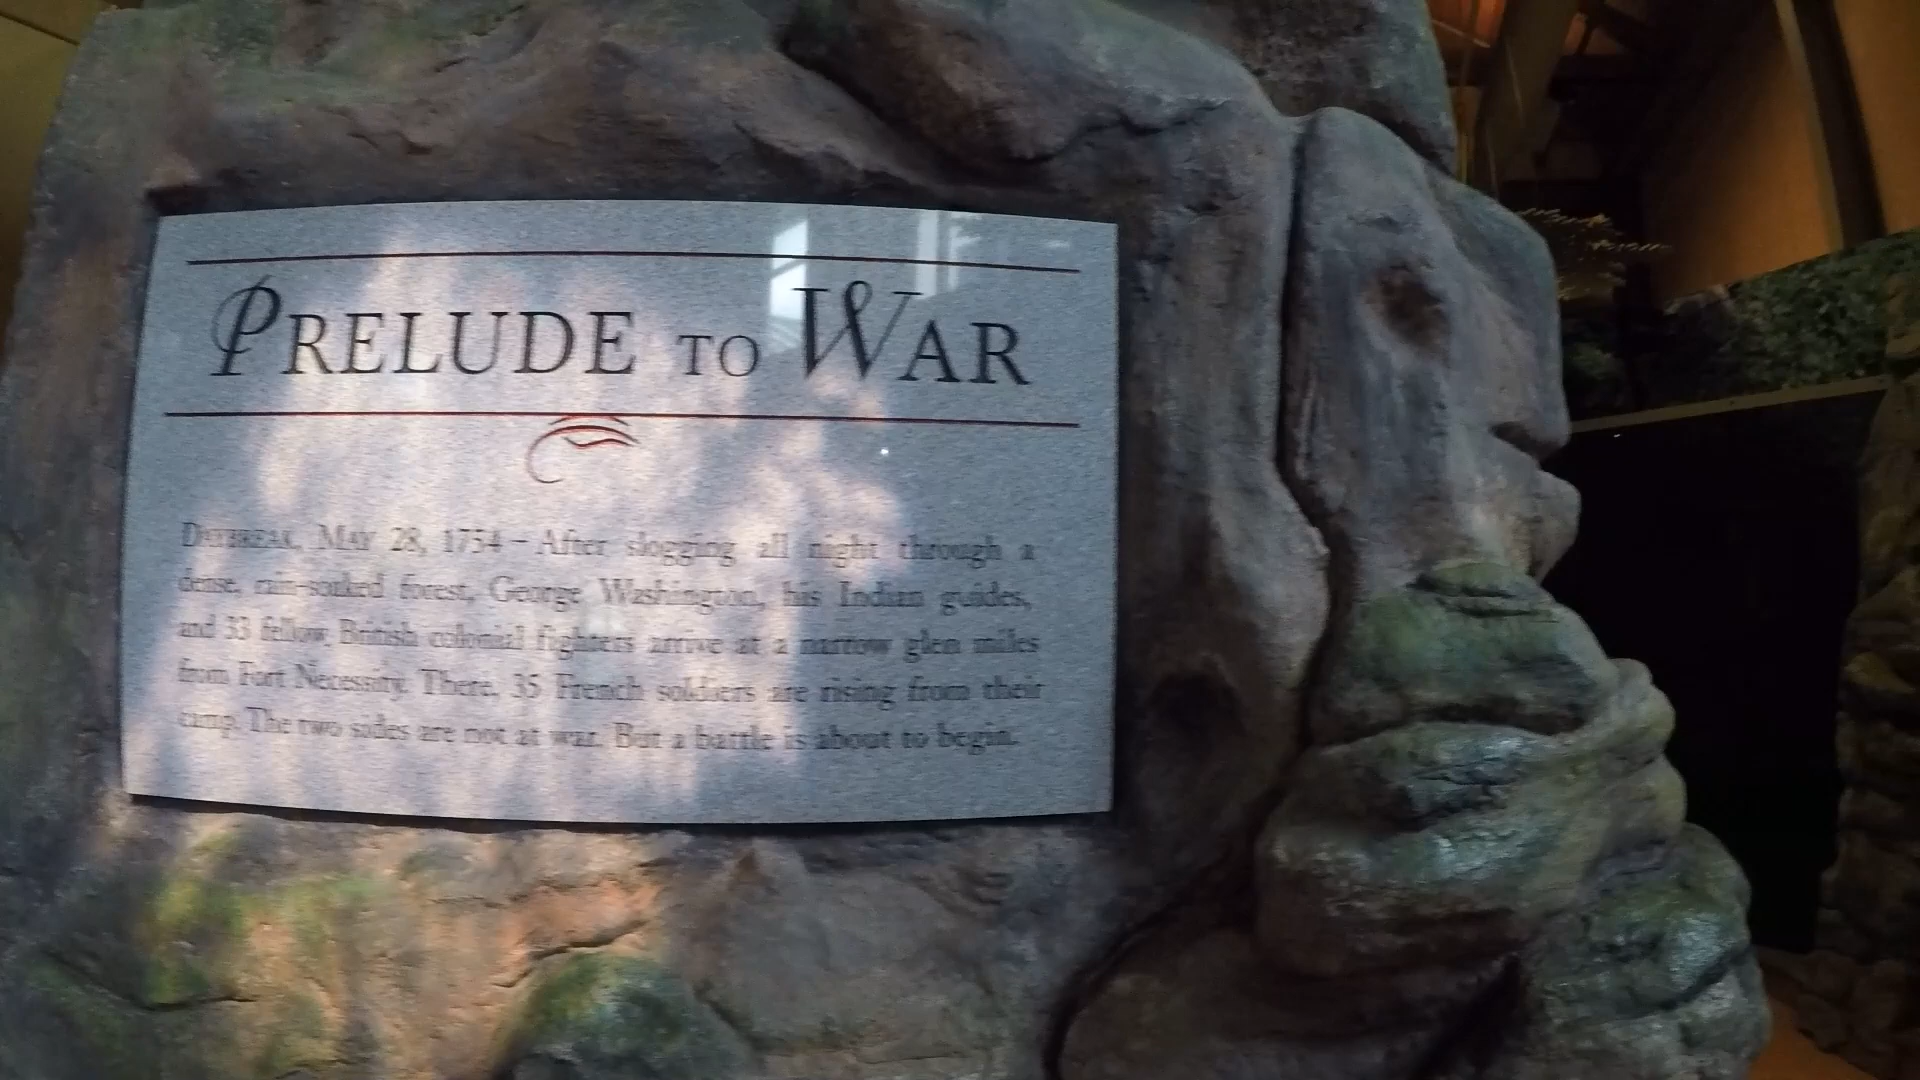 PRELUDE TO WAR
DAYBREAK, MAY 28, 1754 – After slogging all night through a
dense, rain-soaked forest, George Washington, his Indian guides,
and 33 fellow British colonial fighters arrive at a narrow glen miles
from Fort Necessity. There, 35 French soldiers are rising from their
camp. The two sides are not at war. But a battle is about to begin.